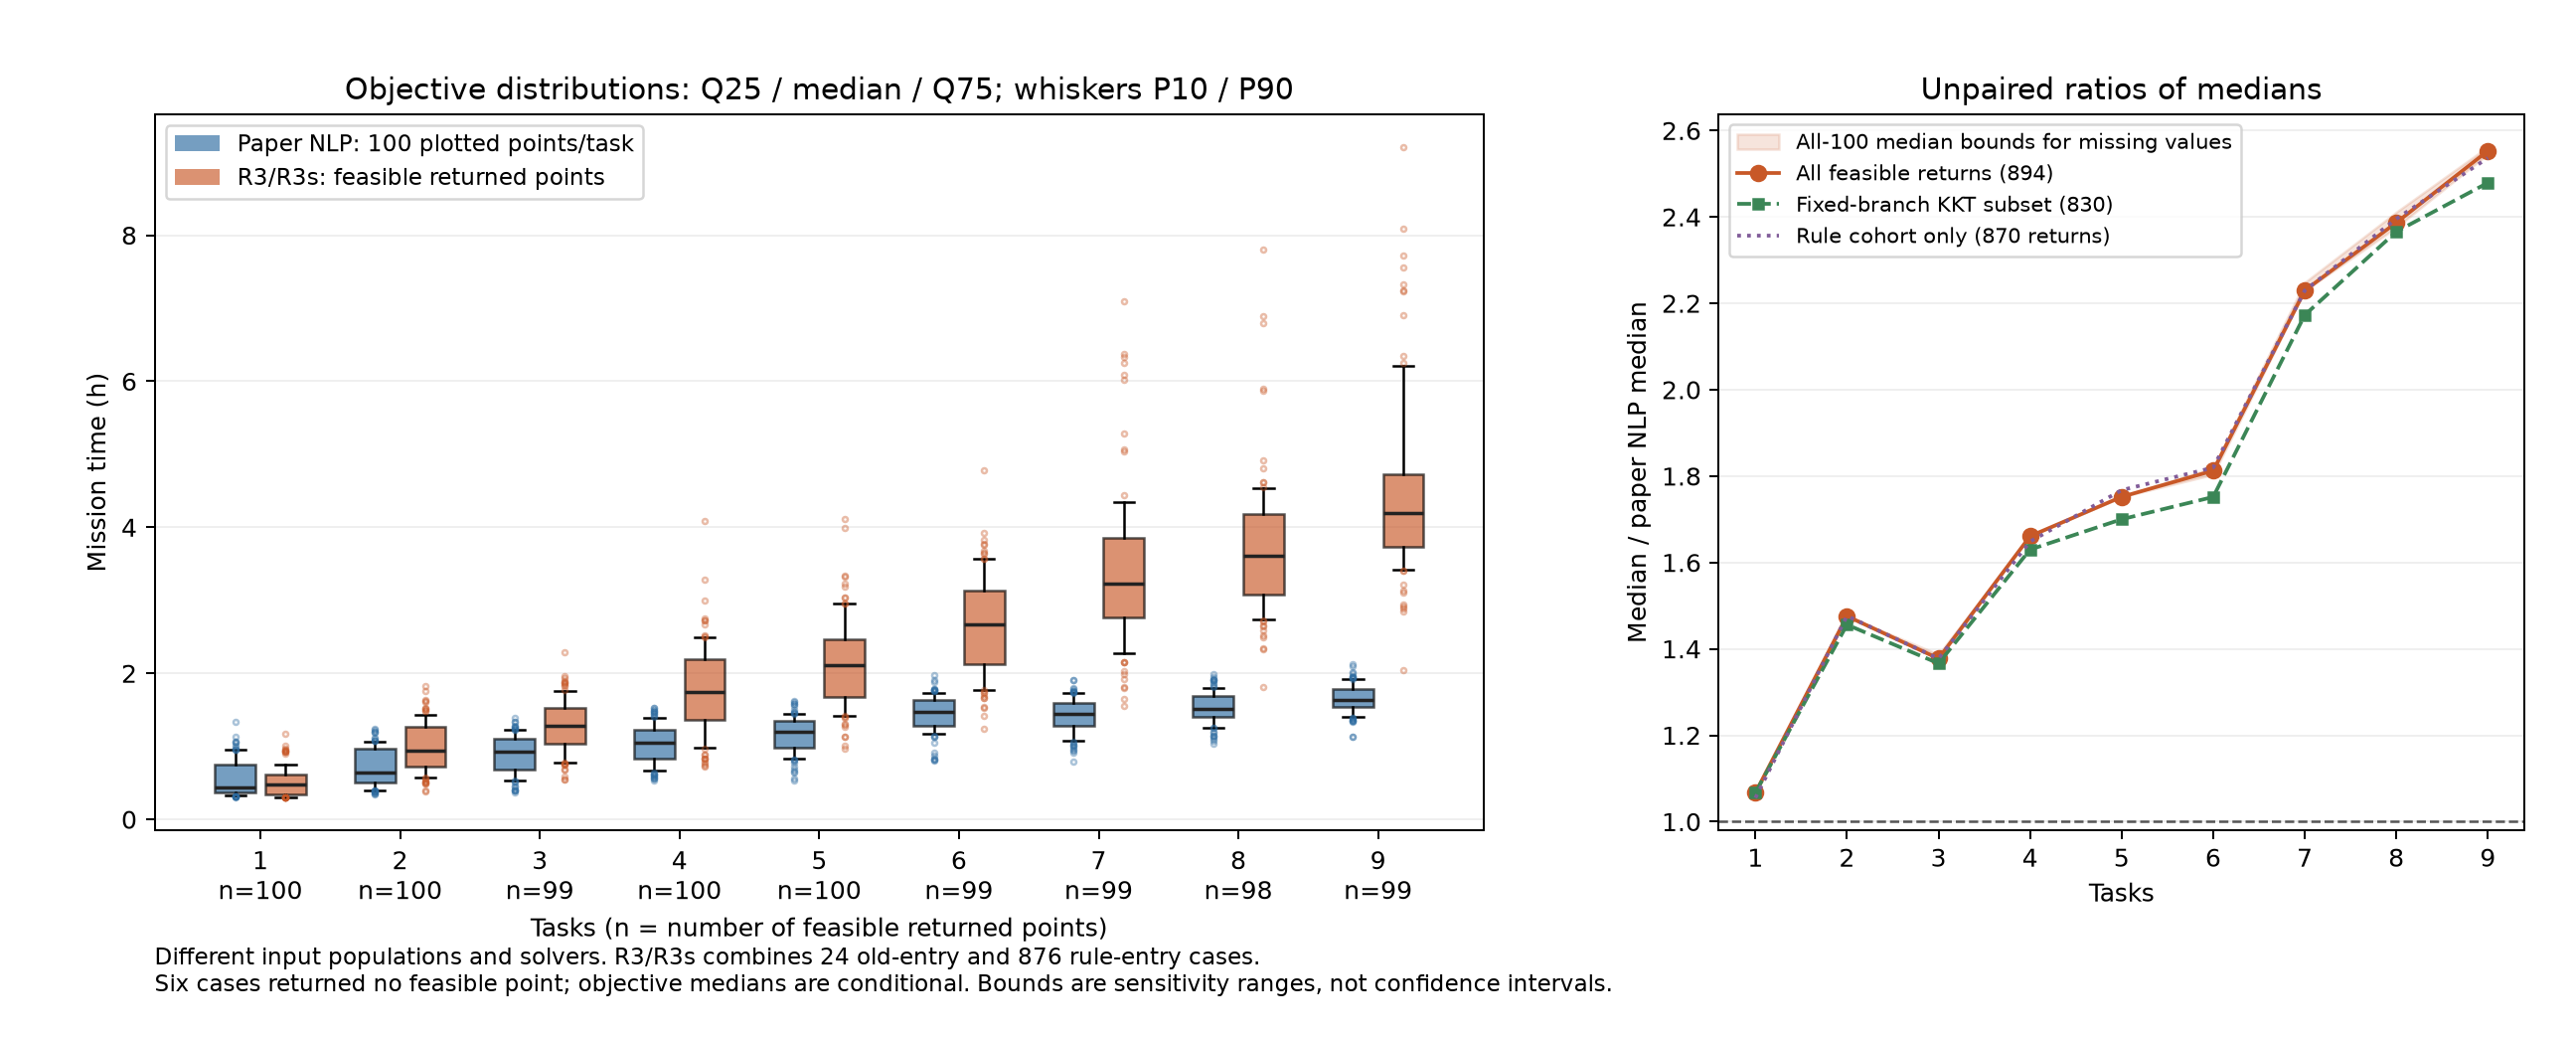 Objective distributions: Q25 / median / Q75; whiskers P10 / P90
Paper NLP: 100 plotted points/task
R3/R3s: feasible returned points
Mission time (h)
8
6
4
2
0
1 2 3 4 5 6 7 8 9
n=100 n=100 n=99 n=100 n=100 n=99 n=99 n=98 n=99
Tasks (n = number of feasible returned points)
Different input populations and solvers. R3/R3s combines 24 old-entry and 876 rule-entry cases.
Six cases returned no feasible point; objective medians are conditional. Bounds are sensitivity ranges, not confidence intervals.
Unpaired ratios of medians
All-100 median bounds for missing values
All feasible returns (894)
Fixed-branch KKT subset (830)
Rule cohort only (870 returns)
Median / paper NLP median
2.6
2.4
2.2
2.0
1.8
1.6
1.4
1.2
1.0
1 2 3 4 5 6 7 8 9
Tasks